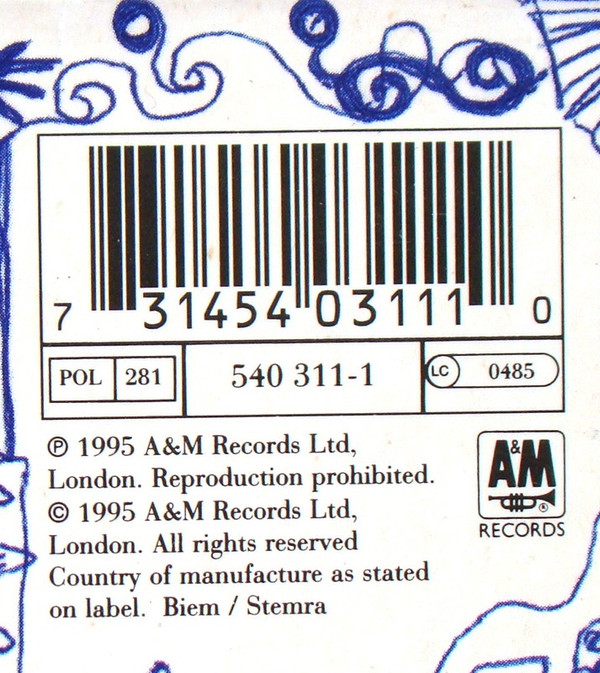 7 31454 03111 0
POL 281 540 311-1 LC 0485
℗ 1995 A&M Records Ltd,
London. Reproduction prohibited.
© 1995 A&M Records Ltd,
London. All rights reserved
Country of manufacture as stated
on label. Biem / Stemra
A&M
®
RECORDS